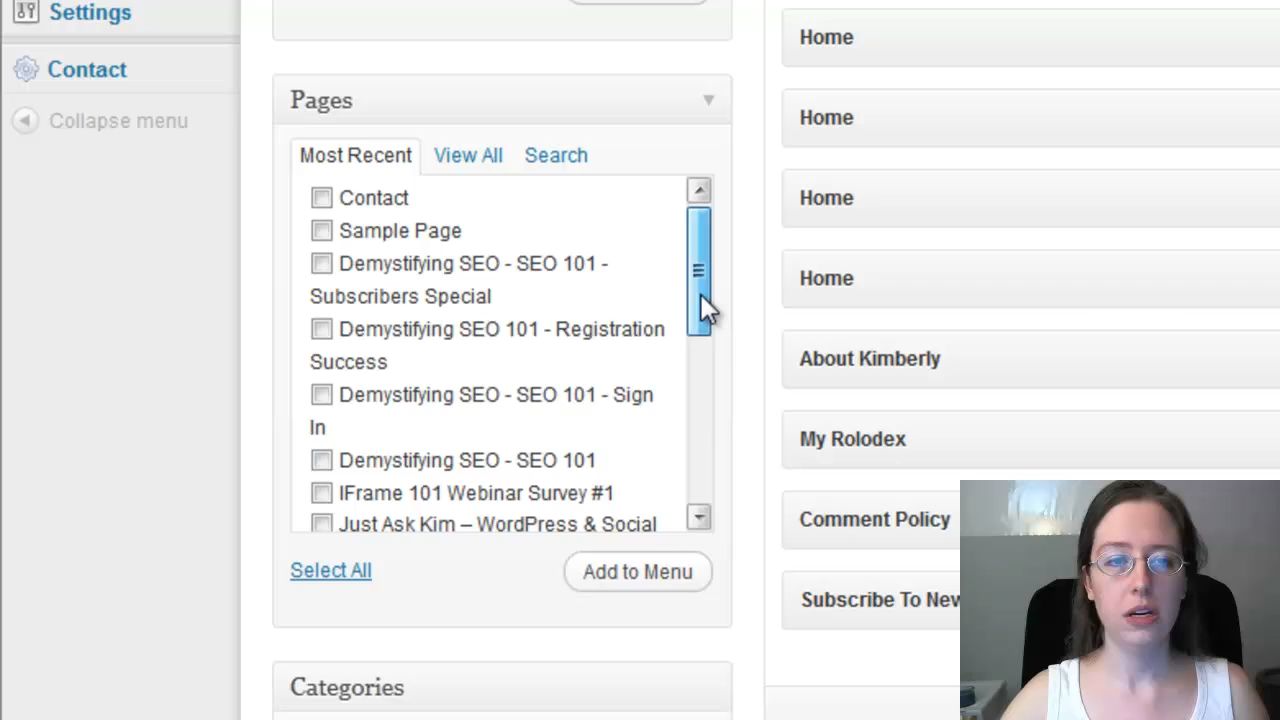 Settings
Contact
Collapse menu
Pages
Most Recent View All Search
Contact
Sample Page
Demystifying SEO - SEO 101 -
Subscribers Special
Demystifying SEO 101 - Registration
Success
Demystifying SEO - SEO 101 - Sign
In
Demystifying SEO - SEO 101
IFrame 101 Webinar Survey #1
Just Ask Kim – WordPress & Social
Select All Add to Menu
Categories
Home
Home
Home
Home
About Kimberly
My Rolodex
Comment Policy
Subscribe To New